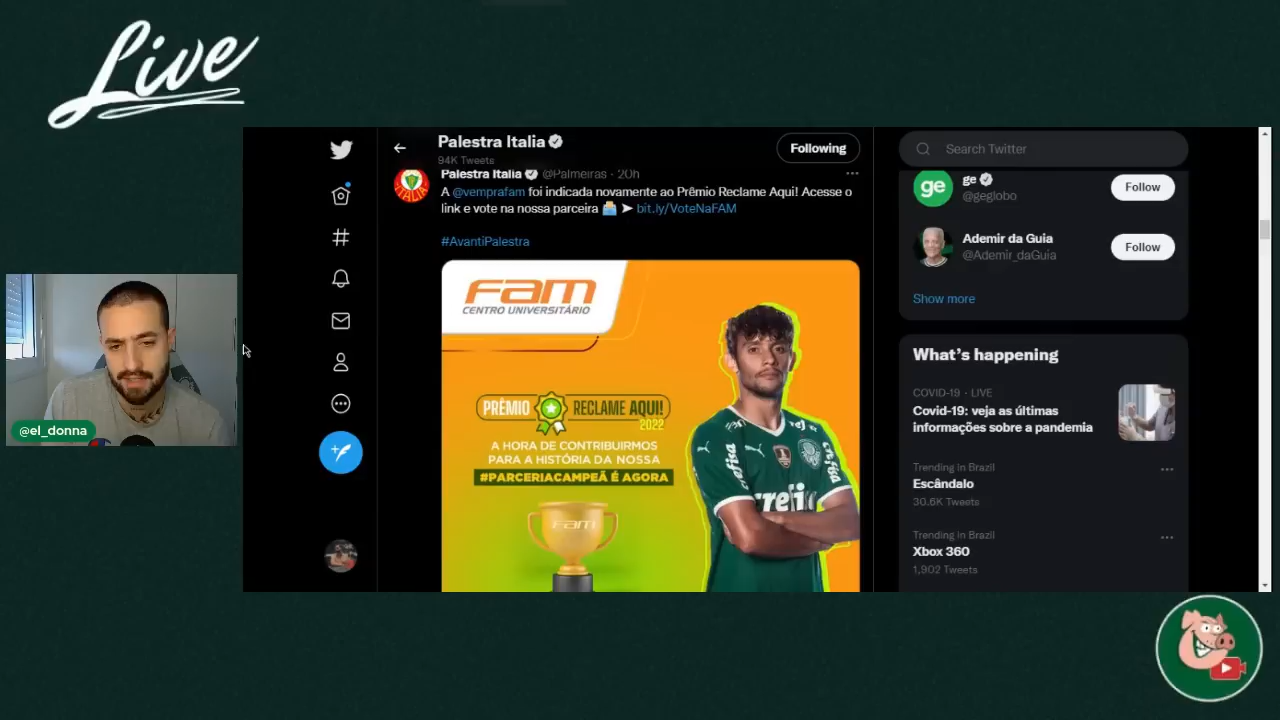 Live
Palestra Italia
94K Tweets
Following
Palestra Italia @Palmeiras · 20h
A @vemprafam foi indicada novamente ao Prêmio Reclame Aqui! Acesse o
link e vote na nossa parceira 🗳️ ➤ bit.ly/VoteNaFAM
#AvantiPalestra
Fam
CENTRO UNIVERSITÁRIO
PRÊMIO RECLAME AQUI!
2022
A HORA DE CONTRIBUIRMOS
PARA A HISTÓRIA DA NOSSA
#PARCERIACAMPEÃ É AGORA
Fam
crefisa
crefisa
crefi
Search Twitter
ge
ge
@geglobo
Follow
Ademir da Guia
@Ademir_daGuia
Follow
Show more
What's happening
COVID-19 · LIVE
Covid-19: veja as últimas
informações sobre a pandemia
Trending in Brazil
Escândalo
30.6K Tweets
Trending in Brazil
Xbox 360
1,902 Tweets
@el_donna